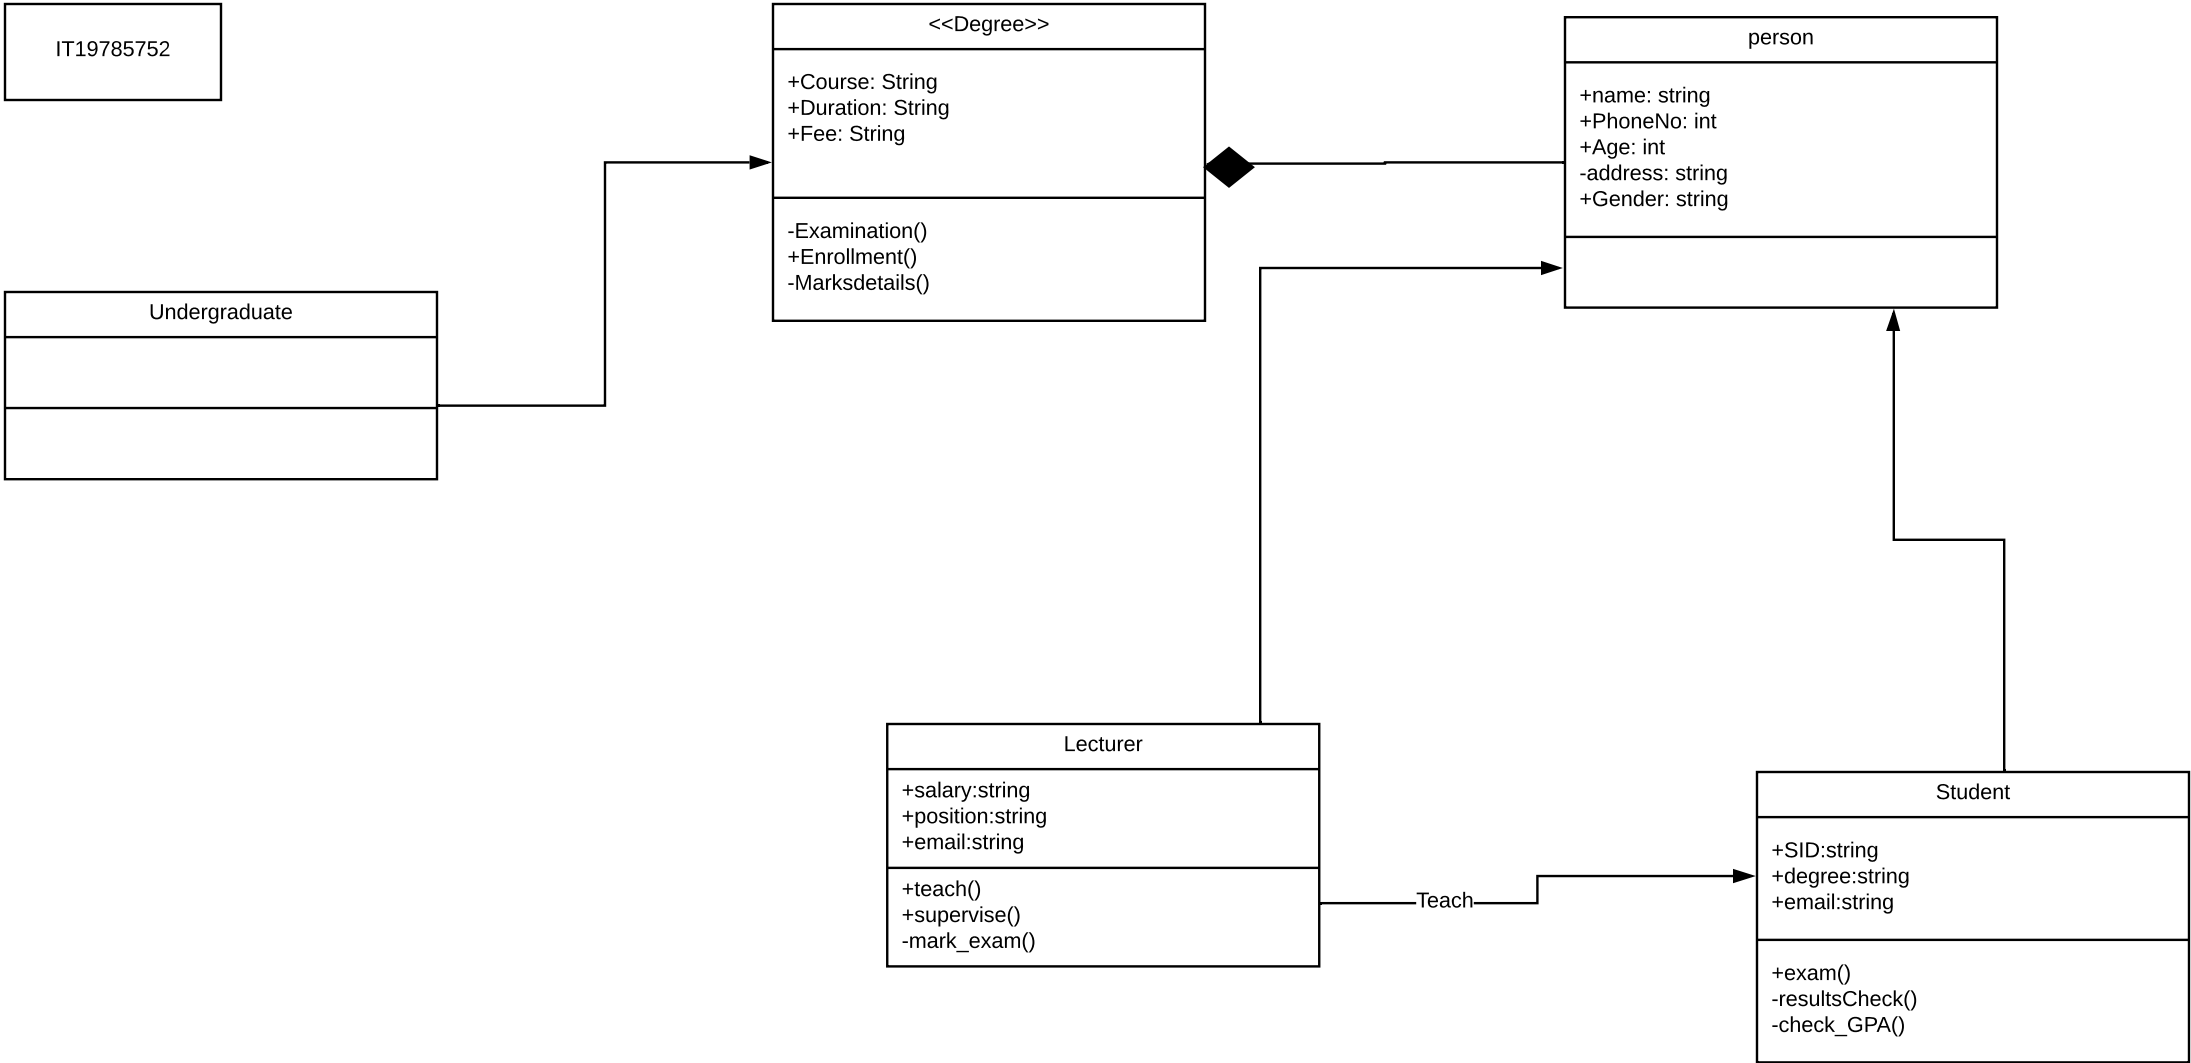 IT19785752
<<Degree>>
+Course: String
+Duration: String
+Fee: String
-Examination()
+Enrollment()
-Marksdetails()
person
+name: string
+PhoneNo: int
+Age: int
-address: string
+Gender: string
Undergraduate
Lecturer
+salary:string
+position:string
+email:string
+teach()
+supervise()
-mark_exam()
Teach
Student
+SID:string
+degree:string
+email:string
+exam()
-resultsCheck()
-check_GPA()